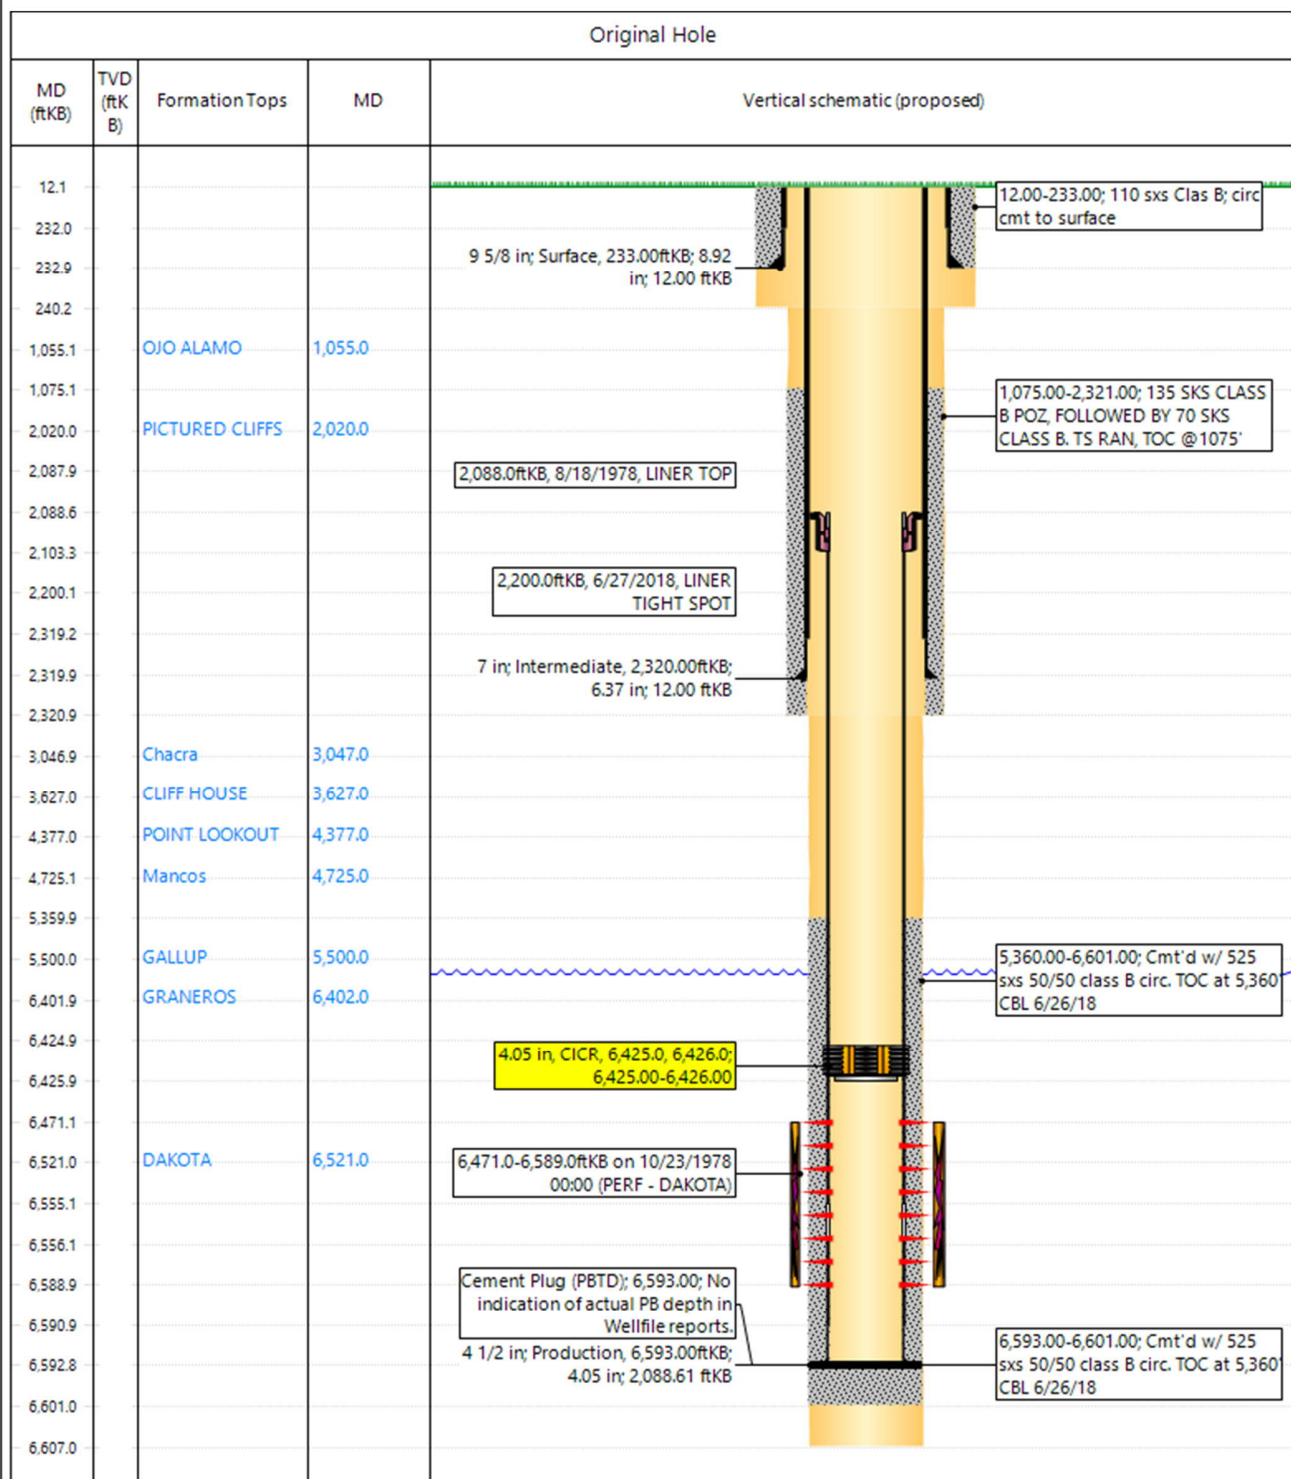 Original Hole
MD
(ftKB)
TVD
(ftK
B)
Formation Tops
MD
Vertical schematic (proposed)
12.1
12.00-233.00; 110 sxs Clas B; circ
cmt to surface
232.0
9 5/8 in; Surface, 233.00ftKB; 8.92
in; 12.00 ftKB
232.9
240.2
1,055.1
OJO ALAMO
1,055.0
1,075.1
1,075.00-2,321.00; 135 SKS CLASS
B POZ, FOLLOWED BY 70 SKS
CLASS B. TS RAN, TOC @1075'
2,020.0
PICTURED CLIFFS
2,020.0
2,087.9
2,088.0ftKB, 8/18/1978, LINER TOP
2,088.6
2,103.3
2,200.1
2,200.0ftKB, 6/27/2018, LINER
TIGHT SPOT
2,319.2
2,319.9
7 in; Intermediate, 2,320.00ftKB;
6.37 in; 12.00 ftKB
2,320.9
3,046.9
Chacra
3,047.0
3,627.0
CLIFF HOUSE
3,627.0
4,377.0
POINT LOOKOUT
4,377.0
4,725.1
Mancos
4,725.0
5,359.9
5,500.0
GALLUP
5,500.0
5,360.00-6,601.00; Cmt'd w/ 525
sxs 50/50 class B circ. TOC at 5,360'
CBL 6/26/18
6,401.9
GRANEROS
6,402.0
6,424.9
4.05 in, CICR, 6,425.0, 6,426.0;
6,425.00-6,426.00
6,425.9
6,471.1
6,521.0
DAKOTA
6,521.0
6,471.0-6,589.0ftKB on 10/23/1978
00:00 (PERF - DAKOTA)
6,555.1
6,556.1
6,588.9
Cement Plug (PBTD); 6,593.00; No
indication of actual PB depth in
Wellfile reports.
6,590.9
6,592.8
4 1/2 in; Production, 6,593.00ftKB;
4.05 in; 2,088.61 ftKB
6,593.00-6,601.00; Cmt'd w/ 525
sxs 50/50 class B circ. TOC at 5,360'
CBL 6/26/18
6,601.0
6,607.0